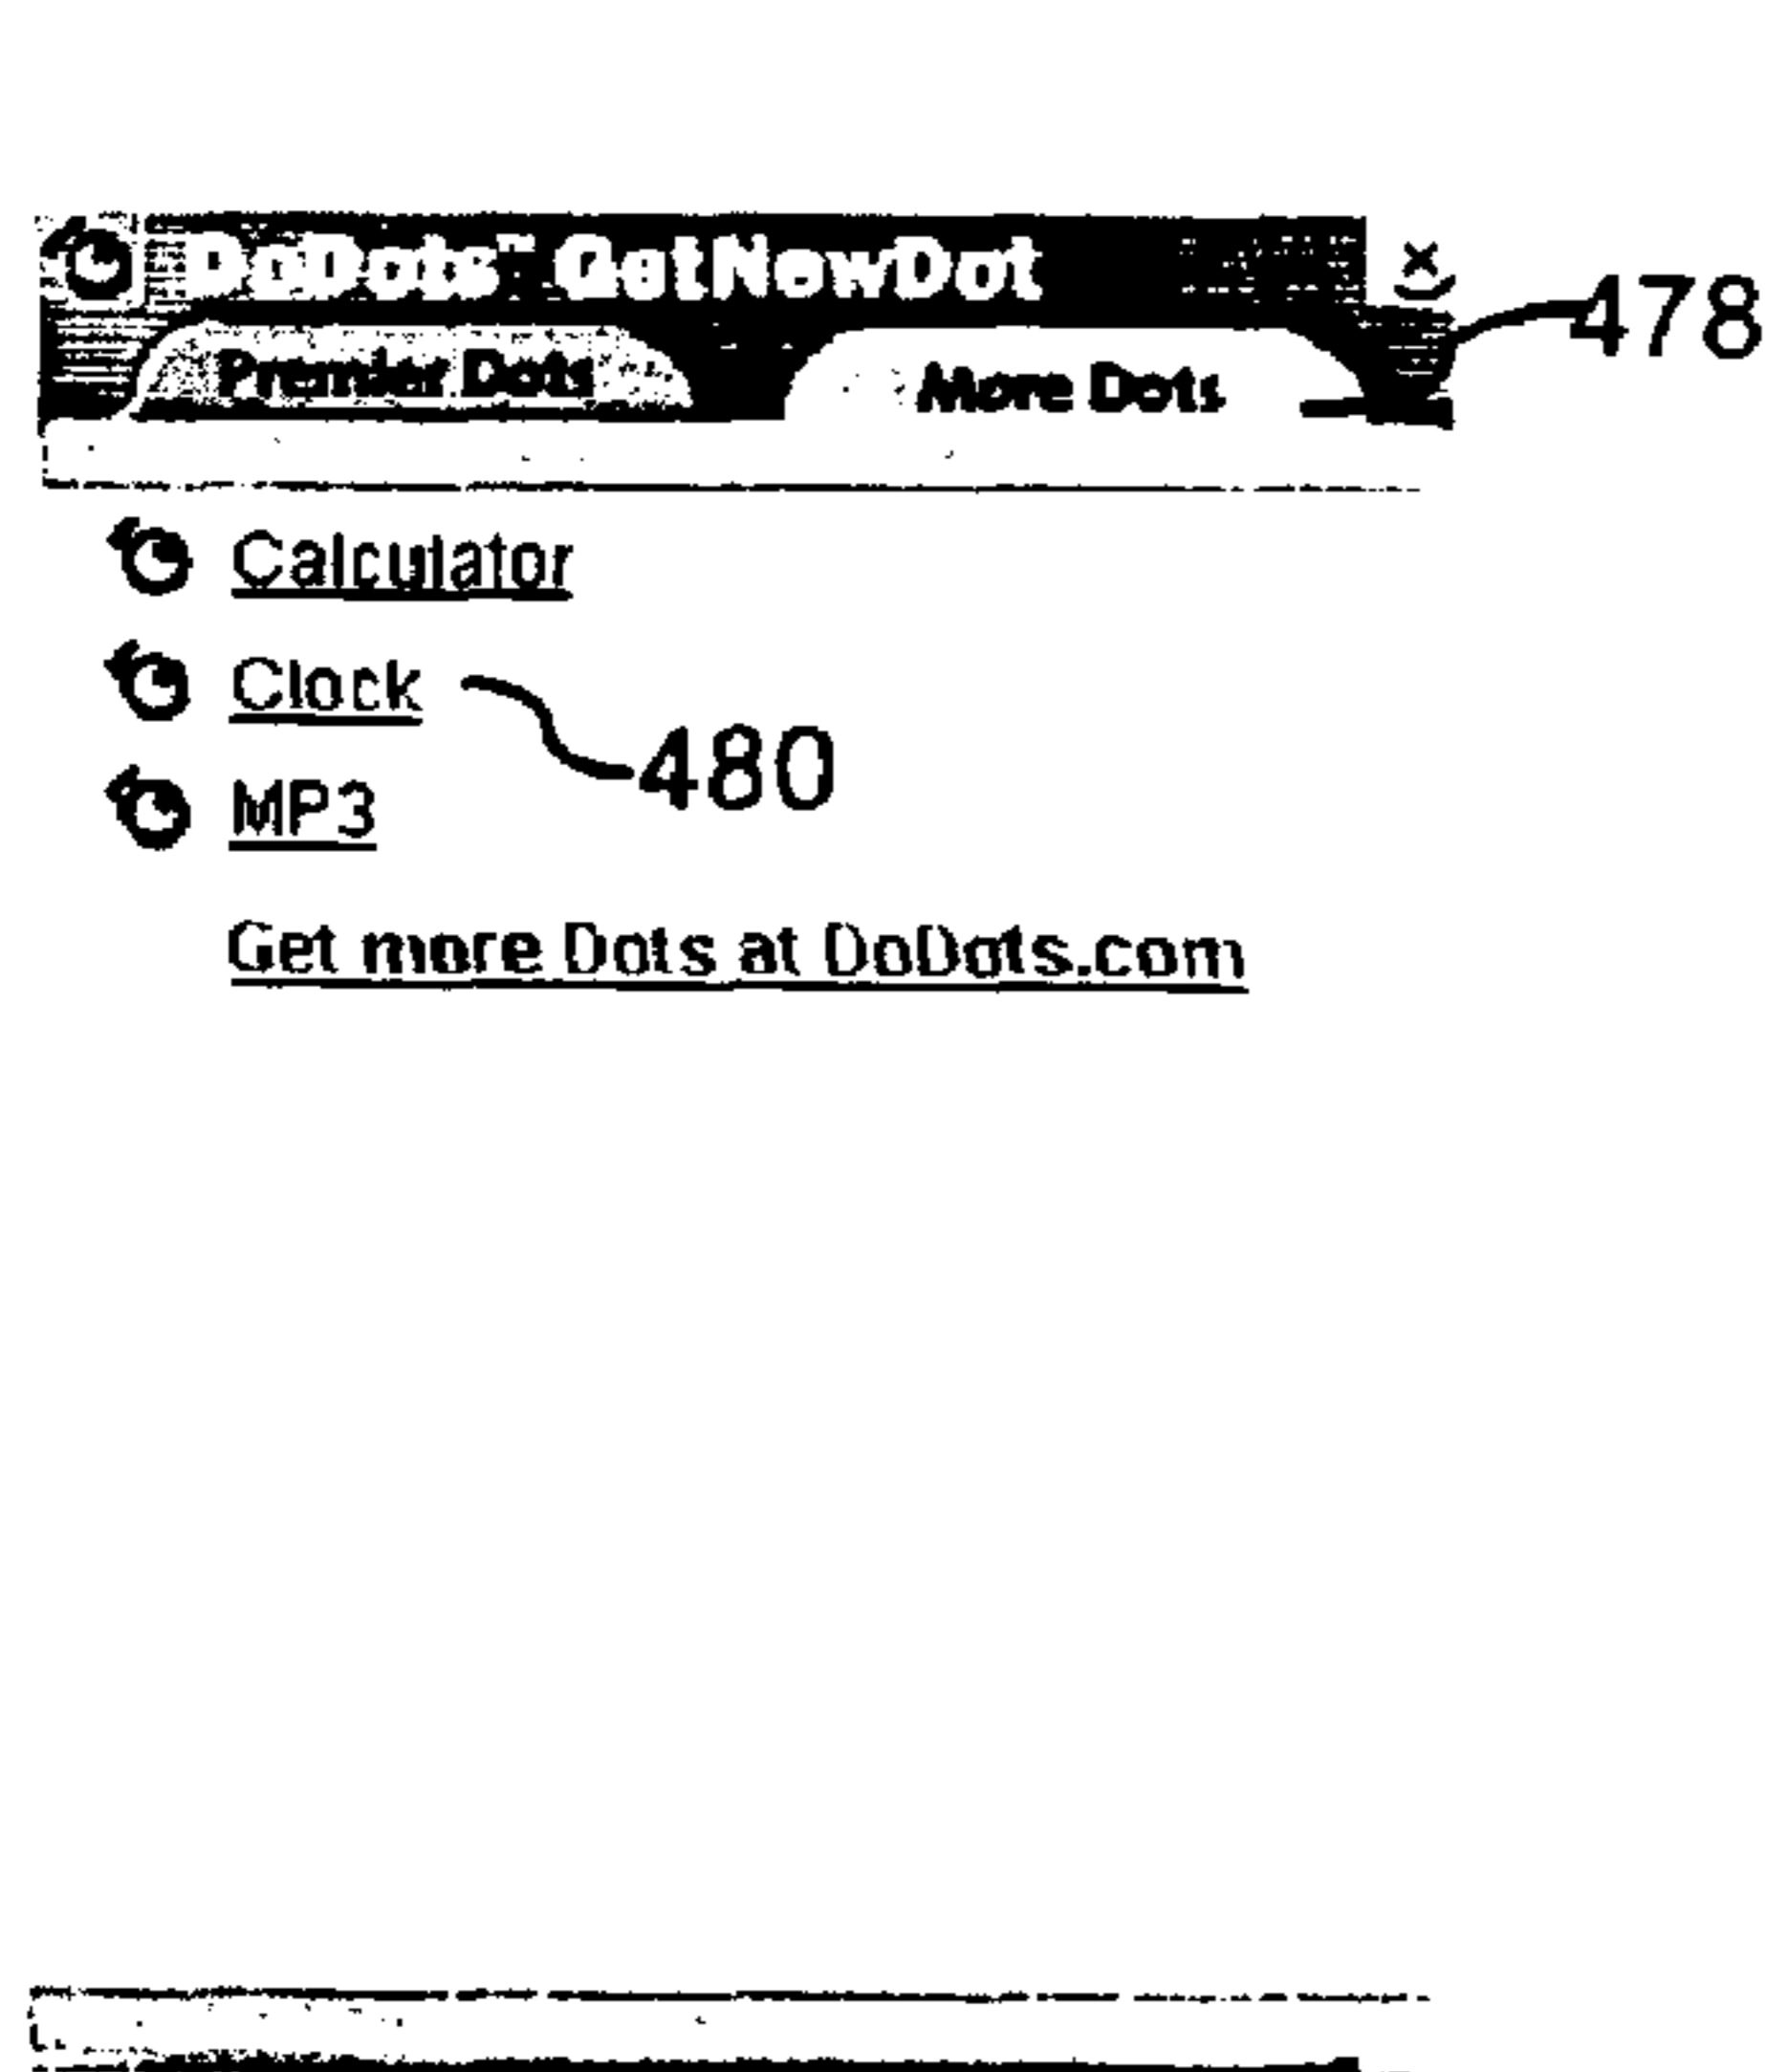 DoDots™ GetNowDot
x
478
Premier Dots More Dots
Calculator
Clock
480
MP3
Get more Dots at DoDots.com